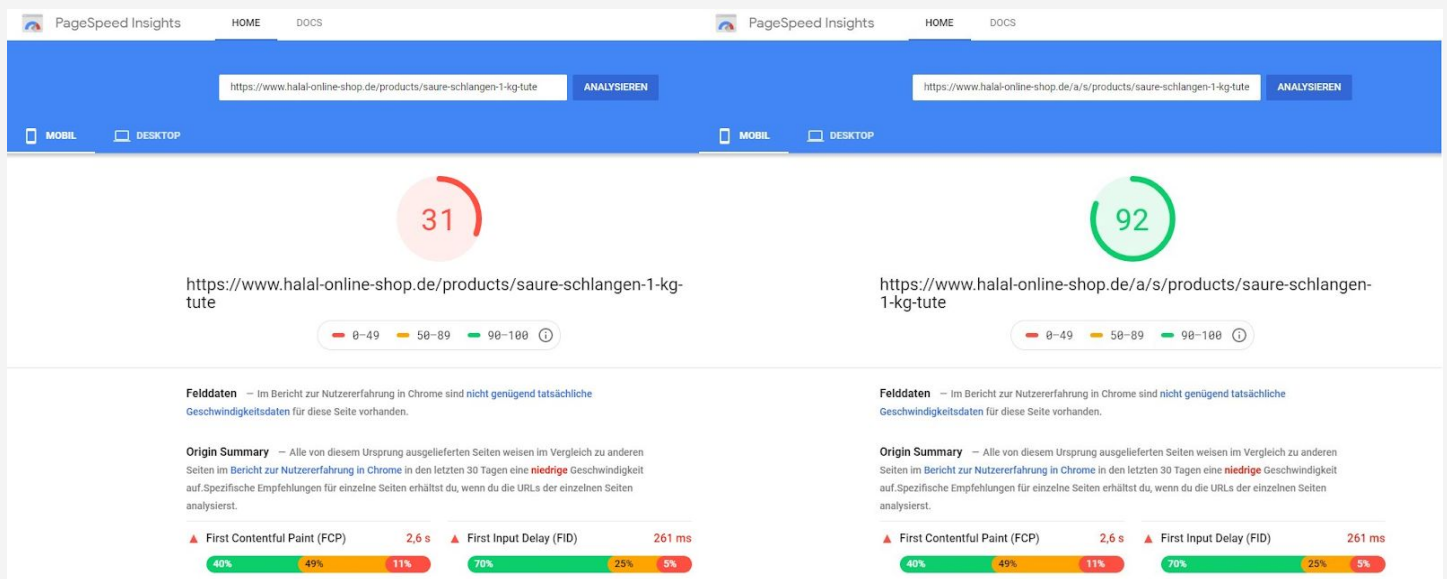 PageSpeed Insights
HOME
DOCS
https://www.halal-online-shop.de/products/saure-schlangen-1-kg-tute
ANALYSIEREN
MOBIL
DESKTOP
31
https://www.halal-online-shop.de/products/saure-schlangen-1-kg-
tute
0–49
50–89
90–100
Felddaten — Im Bericht zur Nutzererfahrung in Chrome sind nicht genügend tatsächliche
Geschwindigkeitsdaten für diese Seite vorhanden.
Origin Summary — Alle von diesem Ursprung ausgelieferten Seiten weisen im Vergleich zu anderen
Seiten im Bericht zur Nutzererfahrung in Chrome in den letzten 30 Tagen eine niedrige Geschwindigkeit
auf.Spezifische Empfehlungen für einzelne Seiten erhältst du, wenn du die URLs der einzelnen Seiten
analysierst.
First Contentful Paint (FCP)
2,6 s
First Input Delay (FID)
261 ms
40%
49%
11%
70%
25%
5%
PageSpeed Insights
HOME
DOCS
https://www.halal-online-shop.de/a/s/products/saure-schlangen-1-kg-tute
ANALYSIEREN
MOBIL
DESKTOP
92
https://www.halal-online-shop.de/a/s/products/saure-schlangen-
1-kg-tute
0–49
50–89
90–100
Felddaten — Im Bericht zur Nutzererfahrung in Chrome sind nicht genügend tatsächliche
Geschwindigkeitsdaten für diese Seite vorhanden.
Origin Summary — Alle von diesem Ursprung ausgelieferten Seiten weisen im Vergleich zu anderen
Seiten im Bericht zur Nutzererfahrung in Chrome in den letzten 30 Tagen eine niedrige Geschwindigkeit
auf.Spezifische Empfehlungen für einzelne Seiten erhältst du, wenn du die URLs der einzelnen Seiten
analysierst.
First Contentful Paint (FCP)
2,6 s
First Input Delay (FID)
261 ms
40%
49%
11%
70%
25%
5%